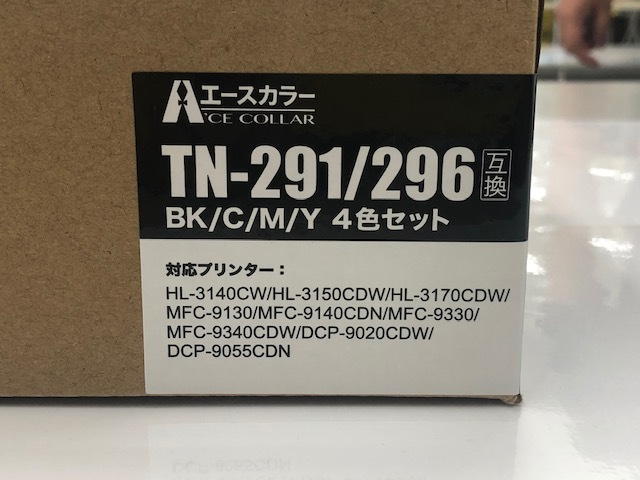 エースカラー
A'CE COLLAR
TN-291/296 互換
BK/C/M/Y 4色セット
対応プリンター：
HL-3140CW/HL-3150CDW/HL-3170CDW/
MFC-9130/MFC-9140CDN/MFC-9330/
MFC-9340CDW/DCP-9020CDW/
DCP-9055CDN